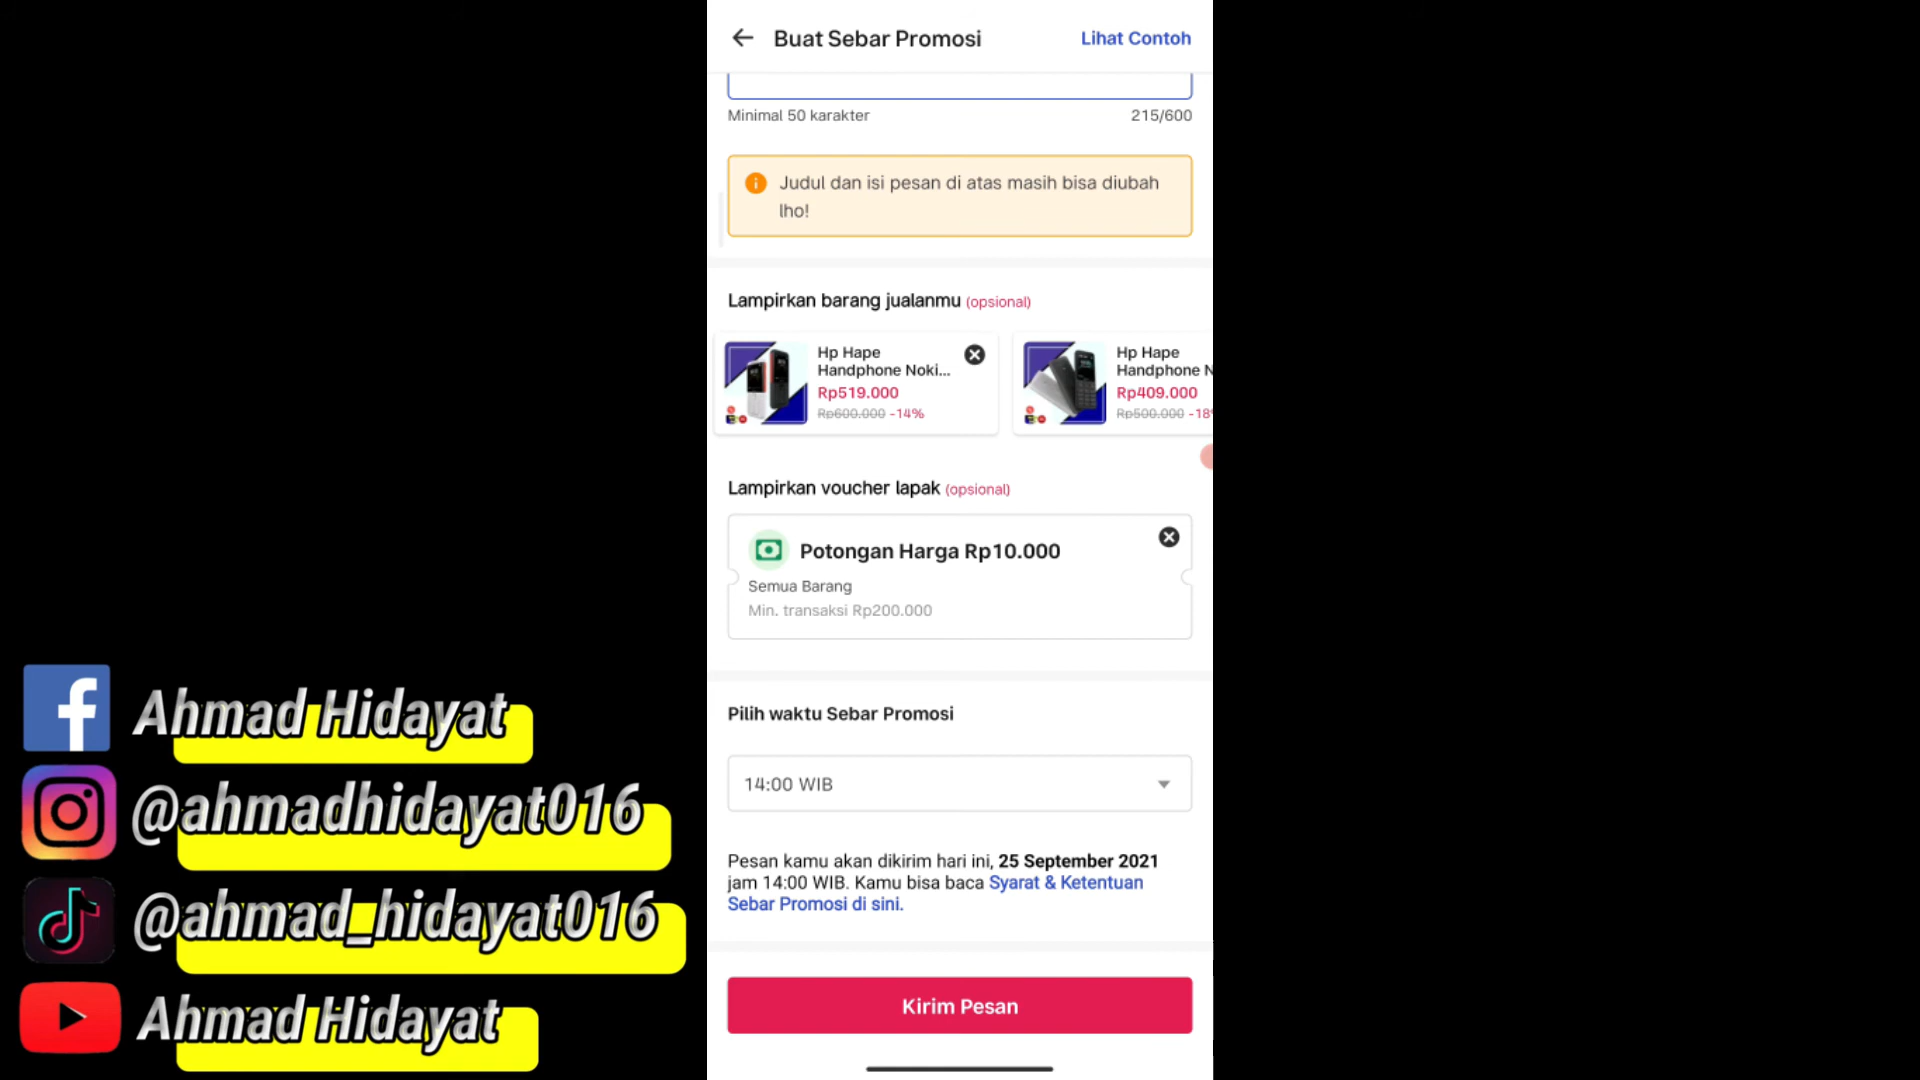 Buat Sebar Promosi
Lihat Contoh
Minimal 50 karakter
215/600
Judul dan isi pesan di atas masih bisa diubah
lho!
Lampirkan barang jualanmu (opsional)
Hp Hape
Handphone Noki...
Rp519.000
Rp600.000 -14%
Hp Hape
Handphone N
Rp409.000
Rp500.000 -18
Lampirkan voucher lapak (opsional)
Potongan Harga Rp10.000
Semua Barang
Min. transaksi Rp200.000
Pilih waktu Sebar Promosi
14:00 WIB
Pesan kamu akan dikirim hari ini, 25 September 2021
jam 14:00 WIB. Kamu bisa baca Syarat & Ketentuan
Sebar Promosi di sini.
Kirim Pesan
Ahmad Hidayat
@ahmadhidayat016
@ahmad_hidayat016
Ahmad Hidayat